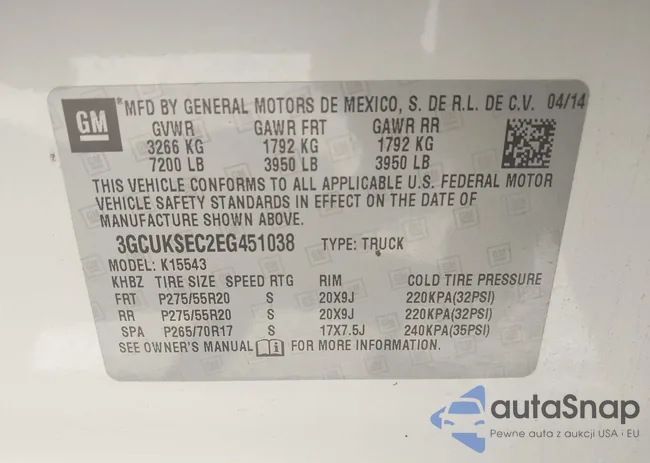 GM
*MFD BY GENERAL MOTORS DE MEXICO, S. DE R.L. DE C.V. 04/14
GVWR GAWR FRT GAWR RR
3266 KG 1792 KG 1792 KG
7200 LB 3950 LB 3950 LB
THIS VEHICLE CONFORMS TO ALL APPLICABLE U.S. FEDERAL MOTOR
VEHICLE SAFETY STANDARDS IN EFFECT ON THE DATE OF
MANUFACTURE SHOWN ABOVE.
3GCUKSEC2EG451038 TYPE: TRUCK
MODEL: K15543
KHBZ TIRE SIZE SPEED RTG RIM COLD TIRE PRESSURE
FRT P275/55R20 S 20X9J 220KPA(32PSI)
RR P275/55R20 S 20X9J 220KPA(32PSI)
SPA P265/70R17 S 17X7.5J 240KPA(35PSI)
SEE OWNER'S MANUAL FOR MORE INFORMATION.
autaSnap
Pewne auta z aukcji USA i EU